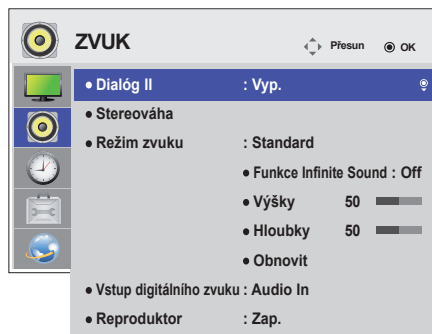 ZVUK Přesun OK
• Dialóg II : Vyp.
• Stereováha
• Režim zvuku : Standard
• Funkce Infinite Sound : Off
• Výšky 50
• Hloubky 50
• Obnovit
• Vstup digitálního zvuku : Audio In
• Reproduktor : Zap.